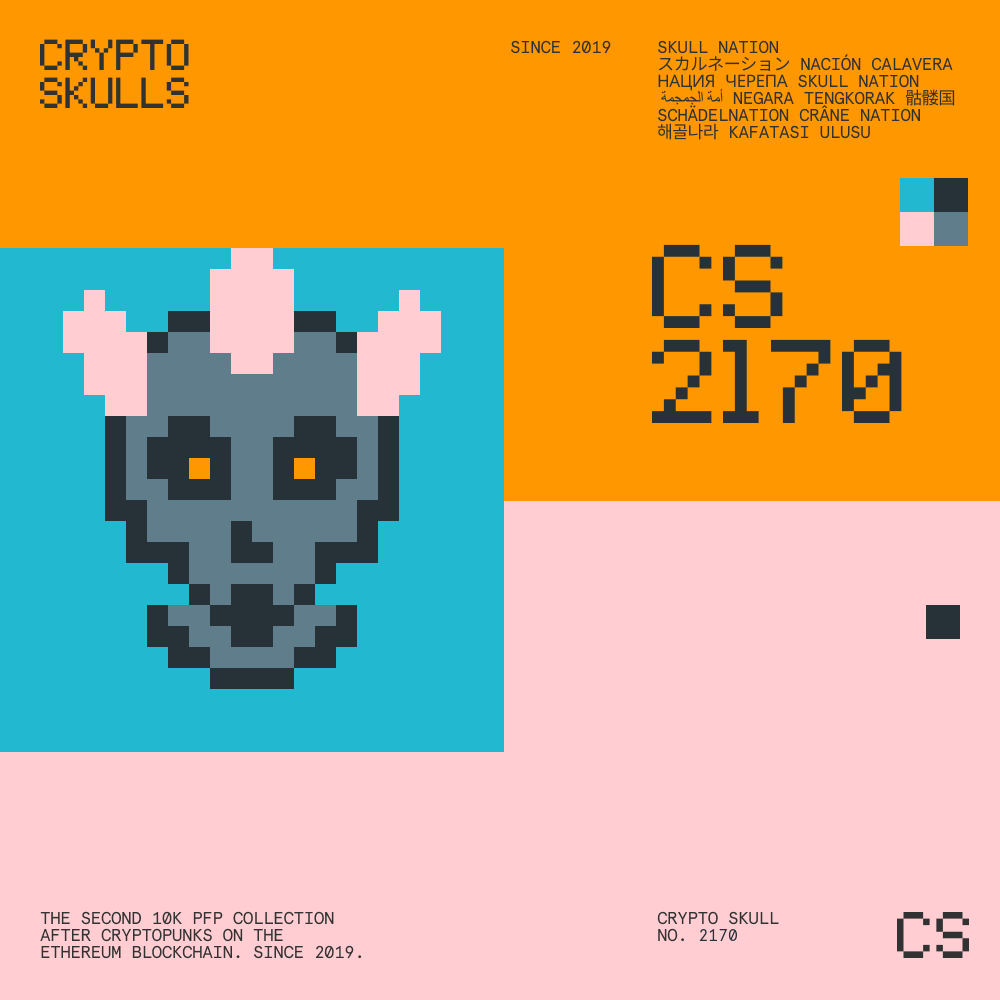 CRYPTO
SKULLS
SINCE 2019
SKULL NATION
スカルネーション NACIÓN CALAVERA
НАЦИЯ ЧЕРЕПА SKULL NATION
أمة الجمجمة NEGARA TENGKORAK 骷髅国
SCHÄDELNATION CRÂNE NATION
해골나라 KAFATASI ULUSU
CS
2170
THE SECOND 10K PFP COLLECTION
AFTER CRYPTOPUNKS ON THE
ETHEREUM BLOCKCHAIN. SINCE 2019.
CRYPTO SKULL
NO. 2170
CS